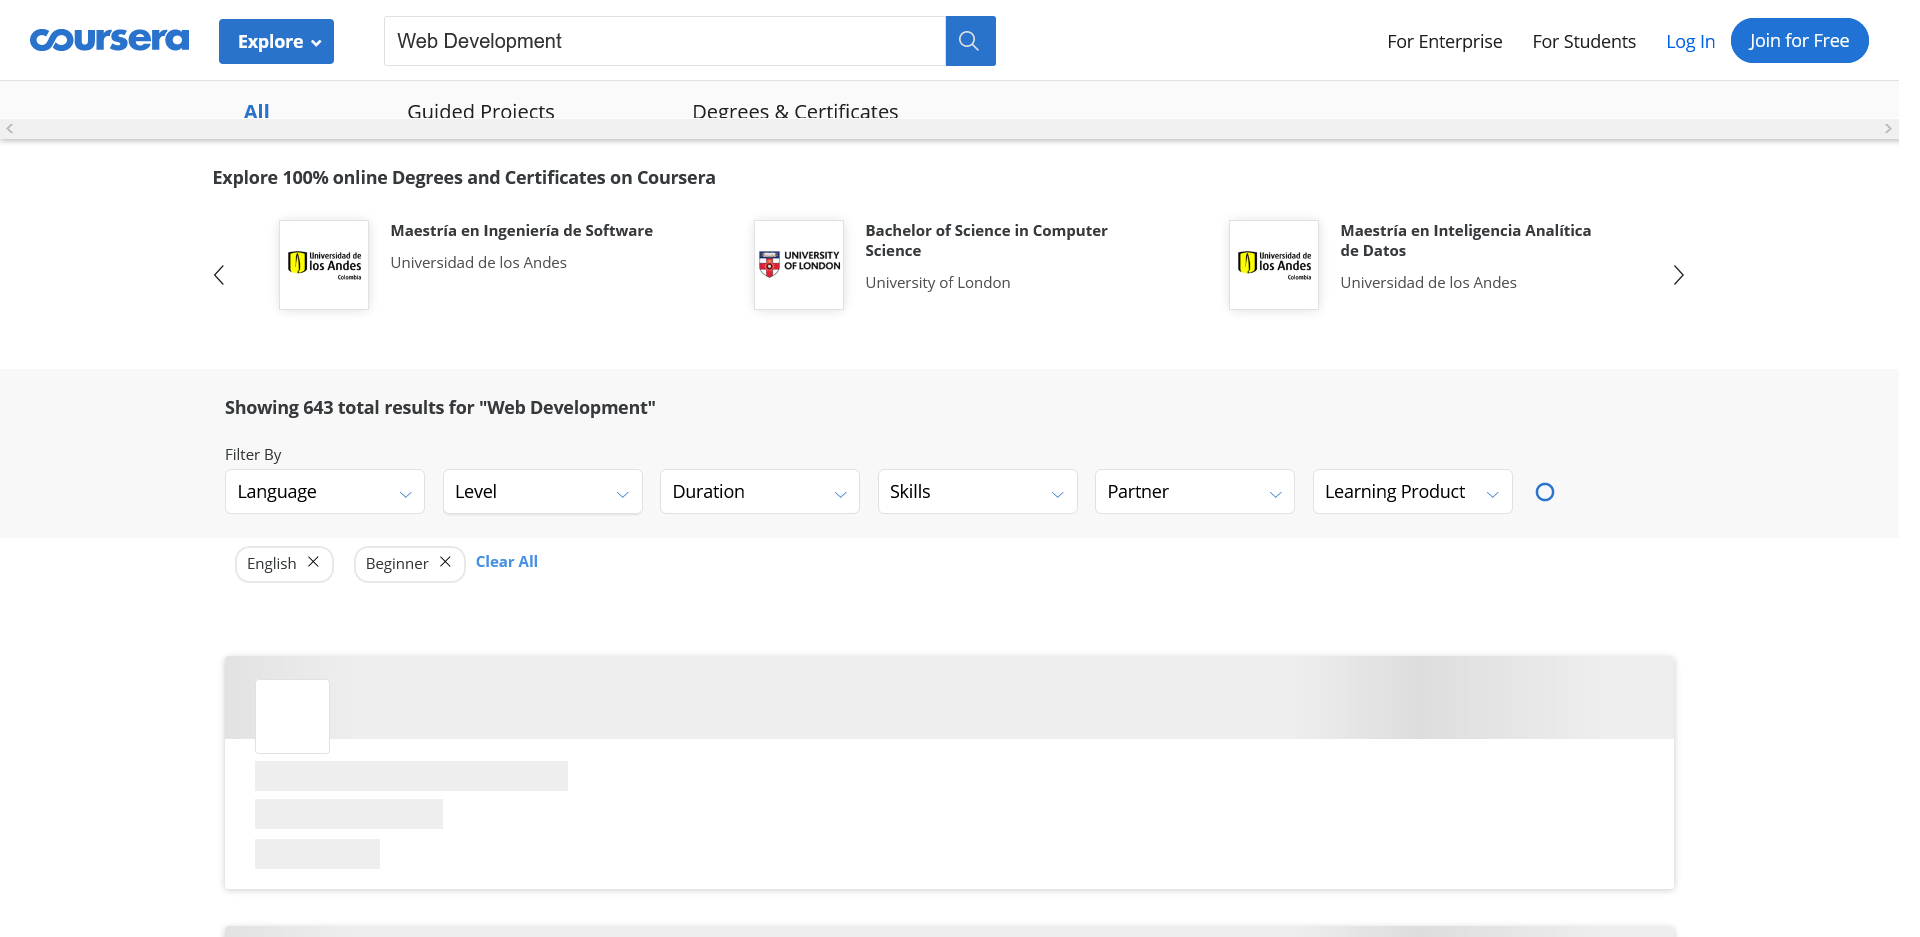 coursera
Explore
Web Development
For Enterprise
For Students
Log In
Join for Free
All
Guided Projects
Degrees & Certificates
Explore 100% online Degrees and Certificates on Coursera
Universidad de
los Andes
Colombia
Maestría en Ingeniería de Software
Universidad de los Andes
UNIVERSITY
OF LONDON
Bachelor of Science in Computer
Science
University of London
Universidad de
los Andes
Colombia
Maestría en Inteligencia Analítica
de Datos
Universidad de los Andes
Showing 643 total results for "Web Development"
Filter By
Language
Level
Duration
Skills
Partner
Learning Product
English
Beginner
Clear All